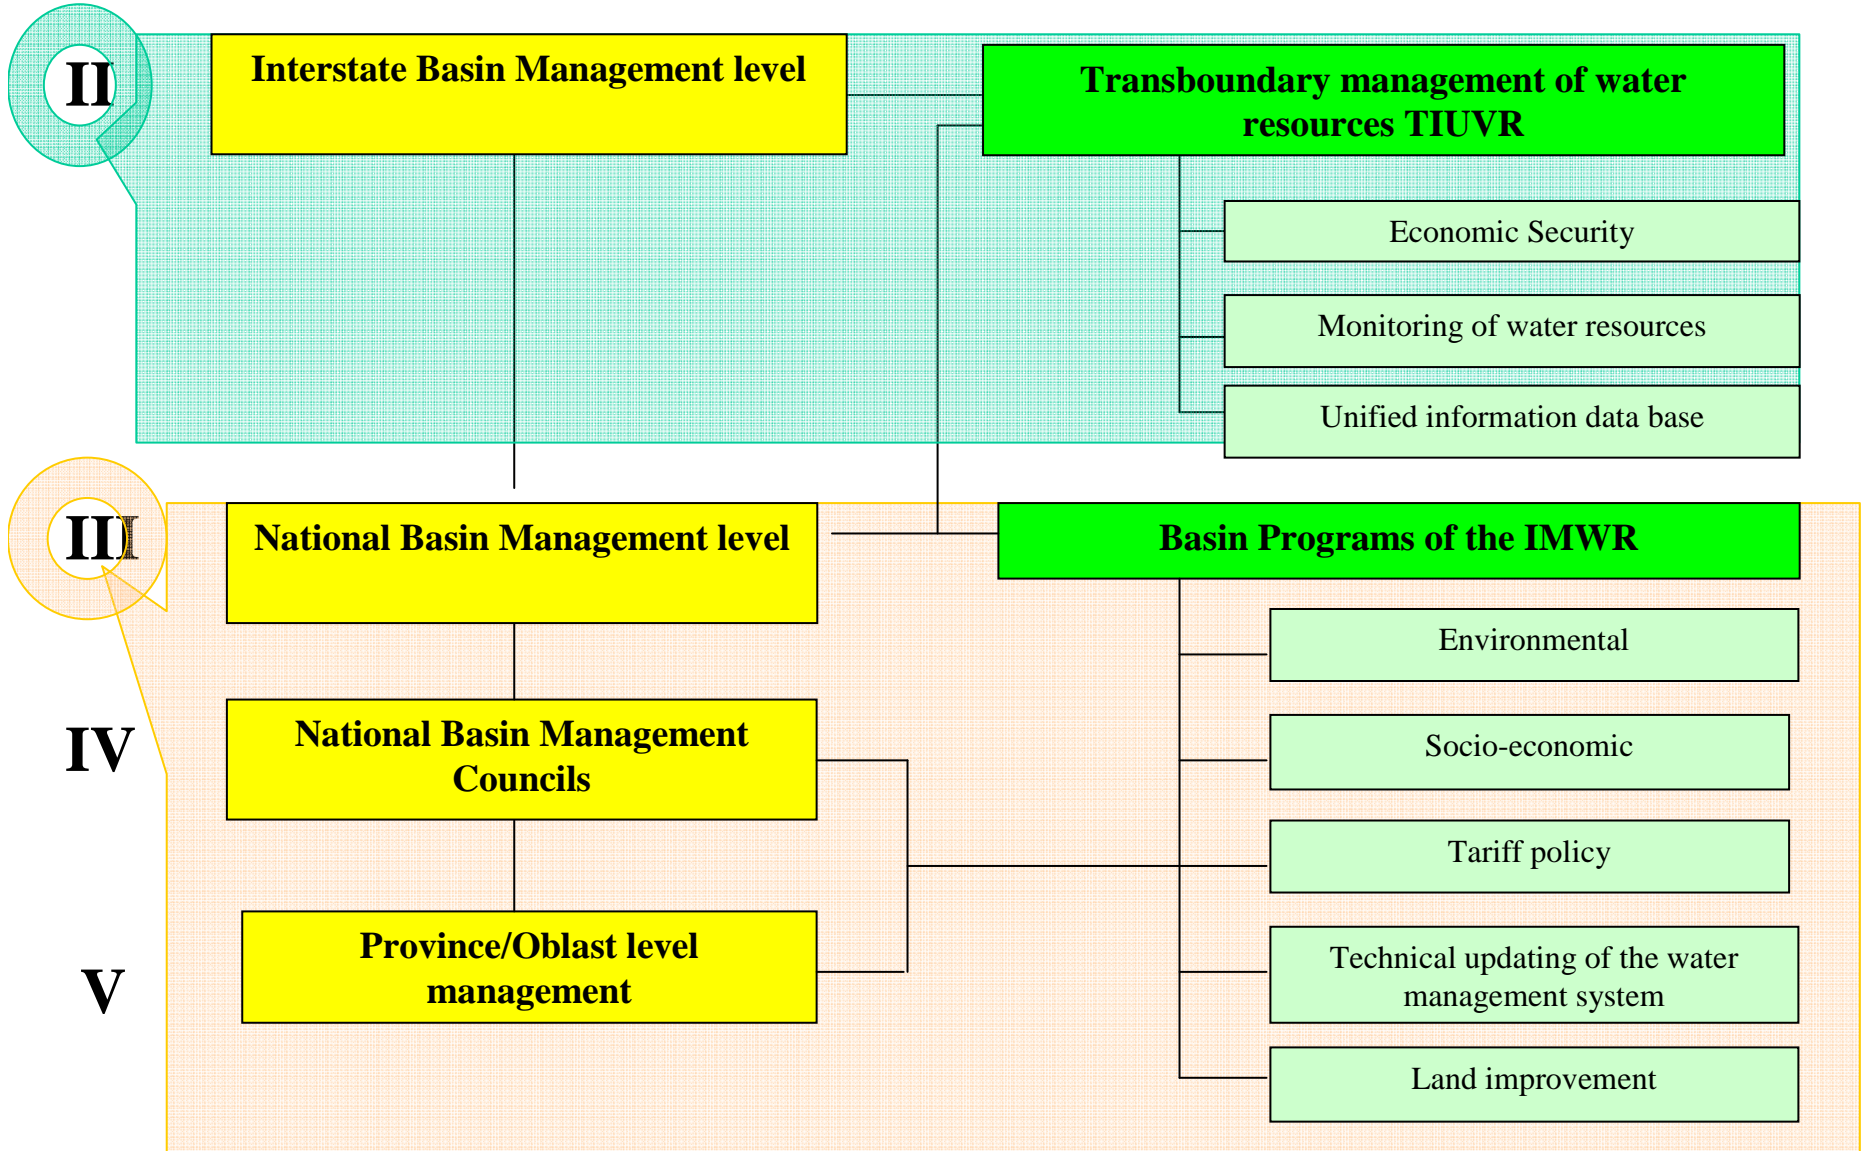 II
Interstate Basin Management level
Transboundary management of water
resources TIUVR
Economic Security
Monitoring of water resources
Unified information data base
III
National Basin Management level
Basin Programs of the IMWR
Environmental
IV
National Basin Management
Councils
Socio-economic
Tariff policy
V
Province/Oblast level
management
Technical updating of the water
management system
Land improvement